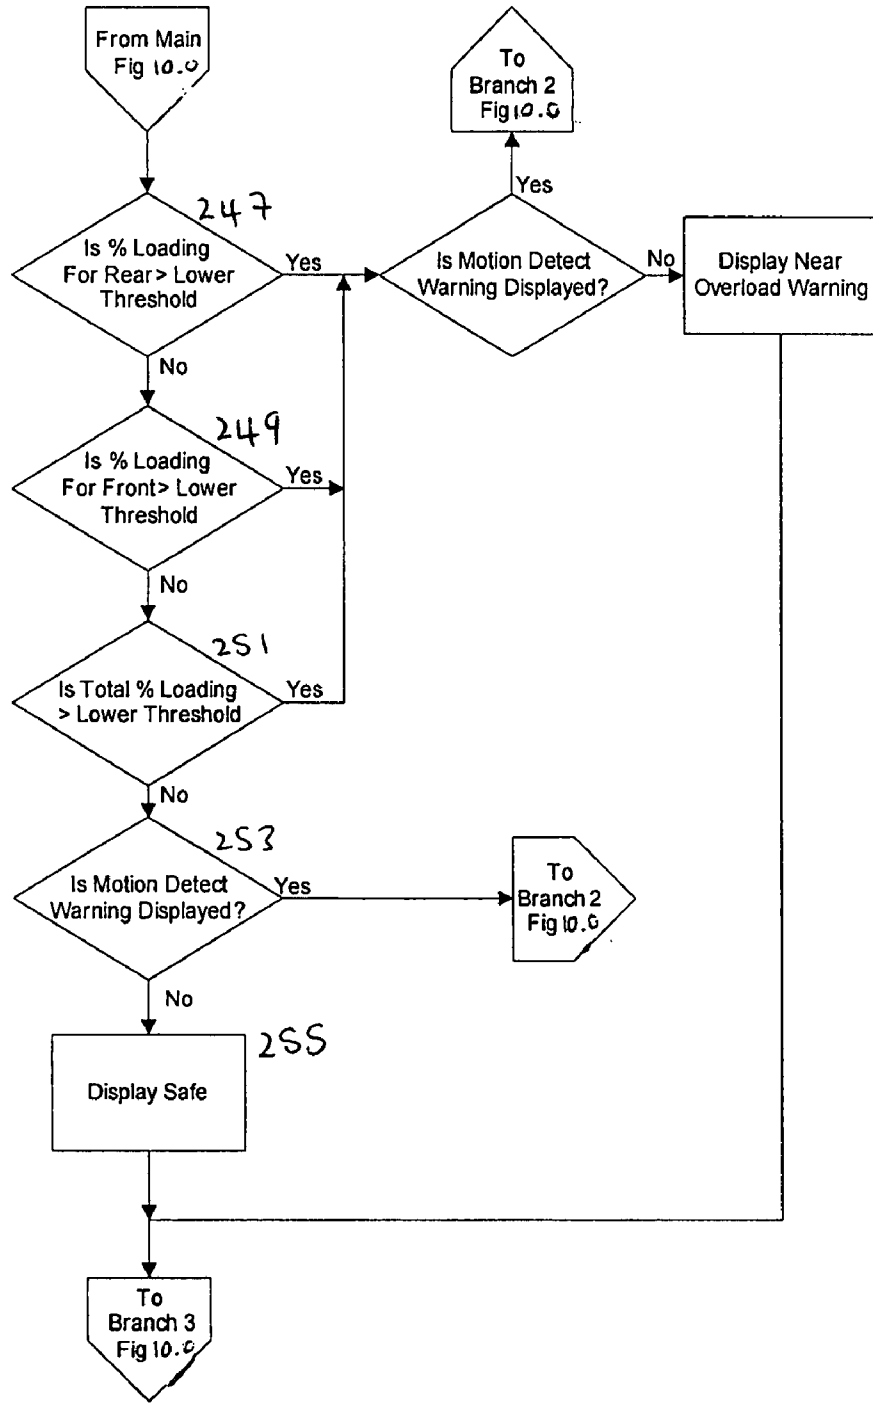 From Main
Fig 10.0
To
Branch 2
Fig 10.0
247
Is % Loading
For Rear > Lower
Threshold
Yes
Yes
Is Motion Detect
Warning Displayed?
No
Display Near
Overload Warning
No
249
Is % Loading
For Front > Lower
Threshold
Yes
No
251
Is Total % Loading
> Lower Threshold
Yes
No
253
Is Motion Detect
Warning Displayed?
Yes
To
Branch 2
Fig 10.0
No
255
Display Safe
To
Branch 3
Fig 10.0